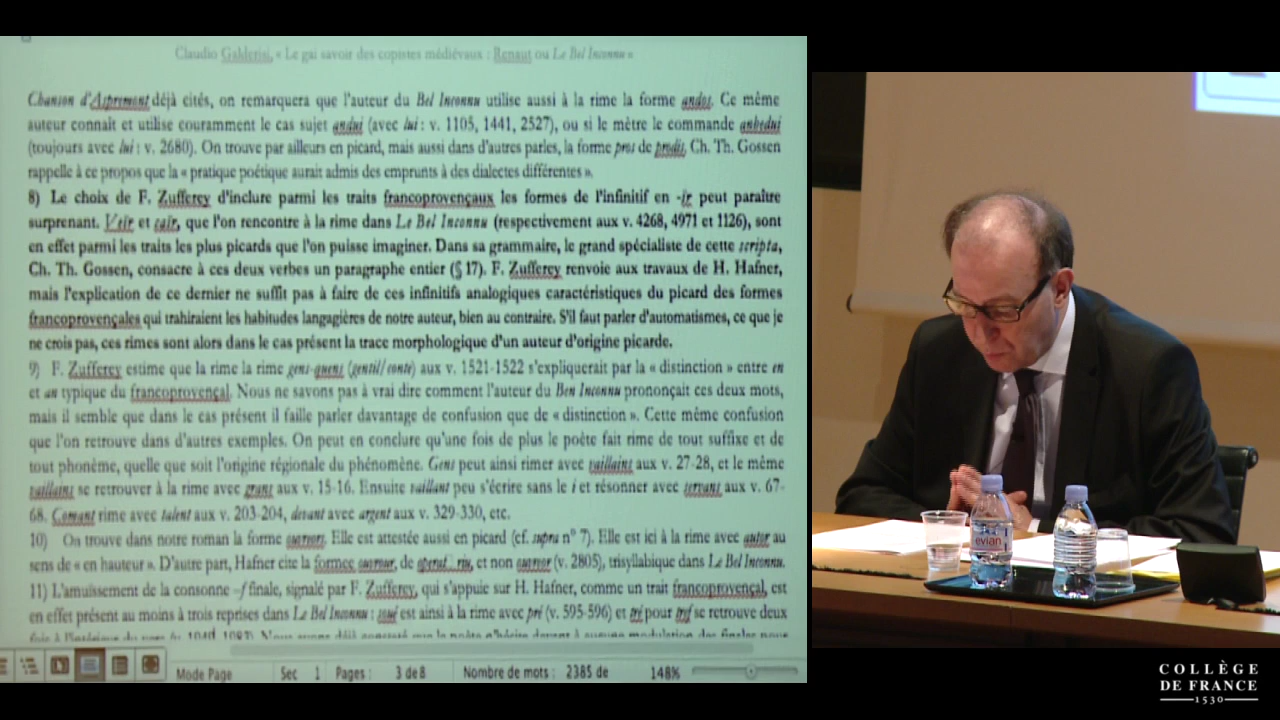 Claudio Galderisi, « Le gai savoir des copistes médiévaux : Renaut ou Le Bel Inconnu »
Chanson d'Aspremont déjà cités, on remarquera que l'auteur du Bel Inconnu utilise aussi à la rime la forme andos. Ce même
auteur connaît et utilise couramment le cas sujet andui (avec lui : v. 1105, 1441, 2527), ou si le mètre le commande anbedui
(toujours avec lui : v. 2680). On trouve par ailleurs en picard, mais aussi dans d'autres parles, la forme pros de prodis. Ch. Th. Gossen
rappelle à ce propos que la « pratique poétique aurait admis des emprunts à des dialectes différentes ».
8) Le choix de F. Zufferey d'inclure parmi les traits francoprovençaux les formes de l'infinitif en -ir peut paraître
surprenant. Veïr et caïr, que l'on rencontre à la rime dans Le Bel Inconnu (respectivement aux v. 4268, 4971 et 1126), sont
en effet parmi les traits les plus picards que l'on puisse imaginer. Dans sa grammaire, le grand spécialiste de cette scripta,
Ch. Th. Gossen, consacre à ces deux verbes un paragraphe entier (§ 17). F. Zufferey renvoie aux travaux de H. Hafner,
mais l'explication de ce dernier ne suffit pas à faire de ces infinitifs analogiques caractéristiques du picard des formes
francoprovençales qui trahiraient les habitudes langagières de notre auteur, bien au contraire. S'il faut parler d'automatismes, ce que je
ne crois pas, ces rimes sont alors dans le cas présent la trace morphologique d'un auteur d'origine picarde.
9) F. Zufferey estime que la rime la rime gens-quens (gentil/conte) aux v. 1521-1522 s'expliquerait par la « distinction » entre en
et an typique du francoprovençal. Nous ne savons pas à vrai dire comment l'auteur du Ben Inconnu prononçait ces deux mots,
mais il semble que dans le cas présent il faille parler davantage de confusion que de « distinction ». Cette même confusion
que l'on retrouve dans d'autres exemples. On peut en conclure qu'une fois de plus le poète fait rime de tout suffixe et de
tout phonème, quelle que soit l'origine régionale du phénomène. Gens peut ainsi rimer avec vaillains aux v. 27-28, et le même
vaillains se retrouver à la rime avec grans aux v. 15-16. Ensuite vaillant peu s'écrire sans le i et résonner avec servans aux v. 67-
68. Comant rime avec talent aux v. 203-204, devant avec argent aux v. 329-330, etc.
10) On trouve dans notre roman la forme Elle est attestée aussi en picard (cf. supra n° 7). Elle est ici à la rime avec autor au
sens de « en hauteur ». D'autre part, Hafner cite la formes de et non (v. 2805), trisyllabique dans Le Bel Inconnu.
11) L'amuïssement de la consonne –f finale, signalé par F. Zufferey, qui s'appuie sur H. Hafner, comme un trait francoprovençal, est
en effet présent au moins à trois reprises dans Le Bel Inconnu : est ainsi à la rime avec pré (v. 595-596) et tré pour tref se retrouve deux
Mode Page Sec 1 Pages : 3 de 8 Nombre de mots : 2385 de 148%
evian
COLLÈGE
DE FRANCE
1530